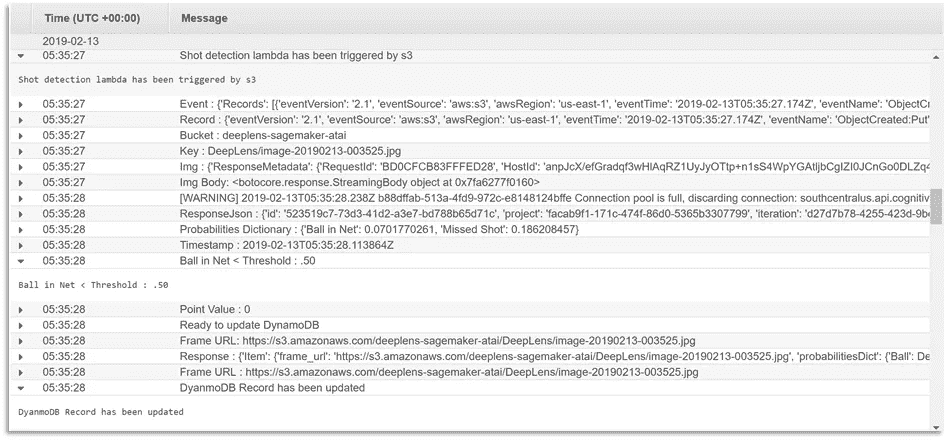 Time (UTC +00:00) Message
2019-02-13
05:35:27 Shot detection lambda has been triggered by s3
Shot detection lambda has been triggered by s3
05:35:27 Event : {'Records': [{'eventVersion': '2.1', 'eventSource': 'aws:s3', 'awsRegion': 'us-east-1', 'eventTime': '2019-02-13T05:35:27.174Z', 'eventName': 'ObjectCr
05:35:27 Record : {'eventVersion': '2.1', 'eventSource': 'aws:s3', 'awsRegion': 'us-east-1', 'eventTime': '2019-02-13T05:35:27.174Z', 'eventName': 'ObjectCreated:Put'
05:35:27 Bucket : deeplens-sagemaker-atai
05:35:27 Key : DeepLens/image-20190213-003525.jpg
05:35:27 Img : {'ResponseMetadata': {'RequestId': 'BD0CFCB83FFFED28', 'HostId': 'anpJcX/efGradqf3wHlAqRZ1UyJyOTtp+n1sS4WpYGAtljbCgIZI0JCnGo0DLZq4
05:35:27 Img Body: <botocore.response.StreamingBody object at 0x7fa6277f0160>
05:35:28 [WARNING] 2019-02-13T05:35:28.238Z b88dffab-513a-4fd9-972c-e8148124bffe Connection pool is full, discarding connection: southcentralus.api.cognitiv
05:35:28 ResponseJson : {'id': '523519c7-73d3-41d2-a3e7-bd788b65d71c', 'project': 'facab9f1-171c-474f-86d0-5365b3307799', 'iteration': 'd27d7b78-4255-423d-9be
05:35:28 Probabilities Dictionary : {'Ball in Net': 0.0701770261, 'Missed Shot': 0.186208457}
05:35:28 Timestamp : 2019-02-13T05:35:28.113864Z
05:35:28 Ball in Net < Threshold : .50
Ball in Net < Threshold : .50
05:35:28 Point Value : 0
05:35:28 Ready to update DynamoDB
05:35:28 Frame URL: https://s3.amazonaws.com/deeplens-sagemaker-atai/DeepLens/image-20190213-003525.jpg
05:35:28 Response : {'Item': {'frame_url': 'https://s3.amazonaws.com/deeplens-sagemaker-atai/DeepLens/image-20190213-003525.jpg', 'probabilitiesDict': {'Ball': De
05:35:28 Frame URL : https://s3.amazonaws.com/deeplens-sagemaker-atai/DeepLens/image-20190213-003525.jpg
05:35:28 DyanmoDB Record has been updated
DyanmoDB Record has been updated